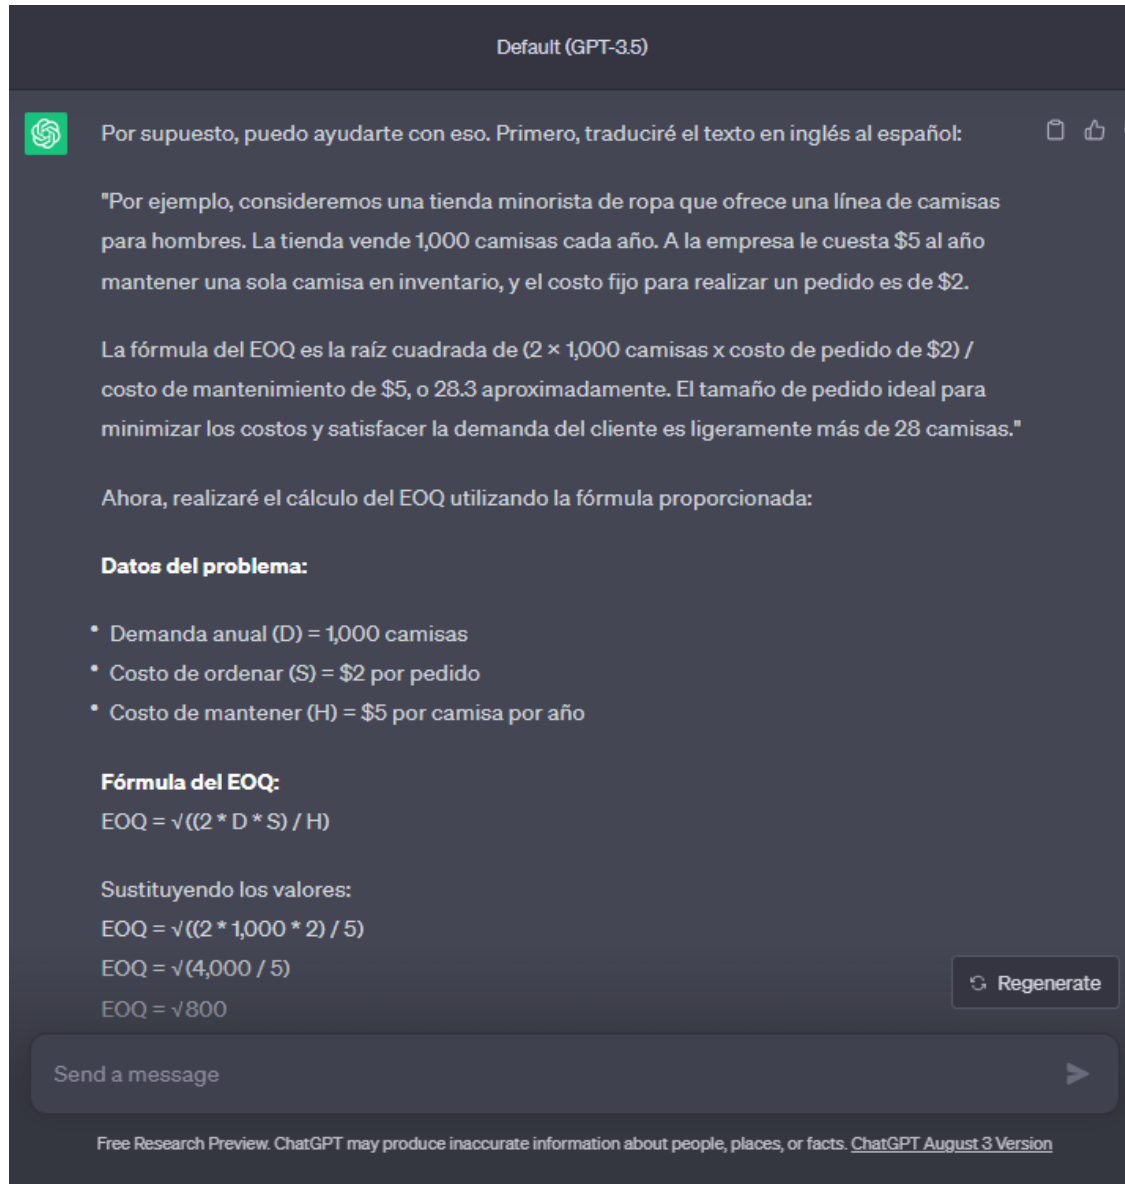 Default (GPT-3.5)
Por supuesto, puedo ayudarte con eso. Primero, traduciré el texto en inglés al español:
"Por ejemplo, consideremos una tienda minorista de ropa que ofrece una línea de camisas
para hombres. La tienda vende 1,000 camisas cada año. A la empresa le cuesta $5 al año
mantener una sola camisa en inventario, y el costo fijo para realizar un pedido es de $2.
La fórmula del EOQ es la raíz cuadrada de (2 × 1,000 camisas x costo de pedido de $2) /
costo de mantenimiento de $5, o 28.3 aproximadamente. El tamaño de pedido ideal para
minimizar los costos y satisfacer la demanda del cliente es ligeramente más de 28 camisas."
Ahora, realizaré el cálculo del EOQ utilizando la fórmula proporcionada:
Datos del problema:
• Demanda anual (D) = 1,000 camisas
• Costo de ordenar (S) = $2 por pedido
• Costo de mantener (H) = $5 por camisa por año
Fórmula del EOQ:
EOQ = √((2 * D * S) / H)
Sustituyendo los valores:
EOQ = √((2 * 1,000 * 2) / 5)
EOQ = √(4,000 / 5)
EOQ = √800
Regenerate
Send a message
Free Research Preview. ChatGPT may produce inaccurate information about people, places, or facts. ChatGPT August 3 Version